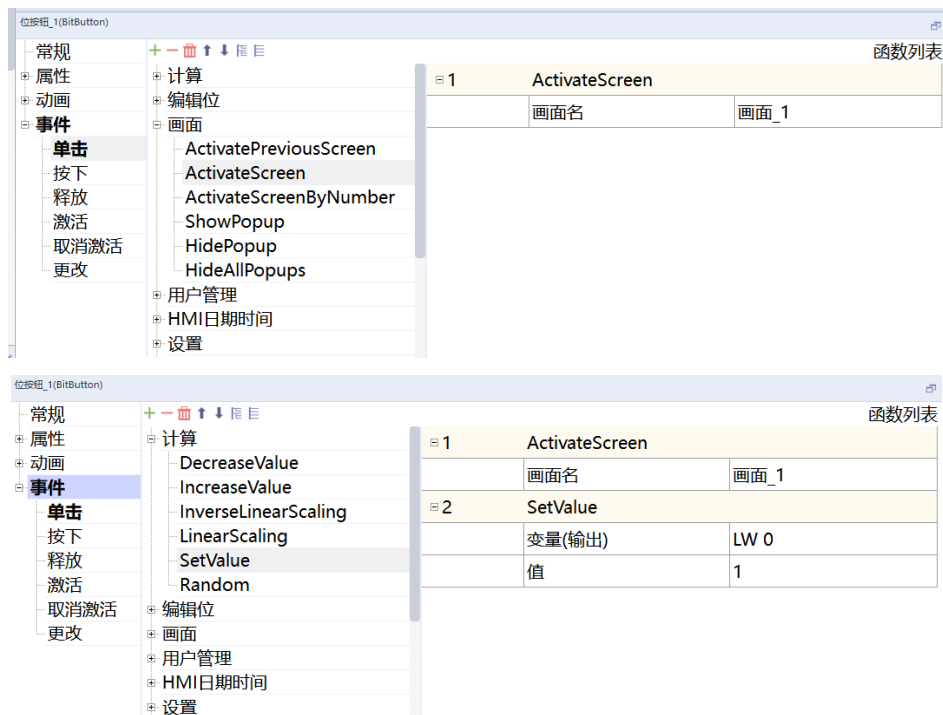 位按钮_1(BitButton)
函数列表
常规
属性
动画
事件
单击
按下
释放
激活
取消激活
更改
计算
编辑位
画面
ActivatePreviousScreen
ActivateScreen
ActivateScreenByNumber
ShowPopup
HidePopup
HideAllPopups
用户管理
HMI日期时间
设置
1 ActivateScreen
画面名 画面_1
位按钮_1(BitButton)
函数列表
常规
属性
动画
事件
单击
按下
释放
激活
取消激活
更改
计算
DecreaseValue
IncreaseValue
InverseLinearScaling
LinearScaling
SetValue
Random
编辑位
画面
用户管理
HMI日期时间
设置
1 ActivateScreen
画面名 画面_1
2 SetValue
变量(输出) LW 0
值 1